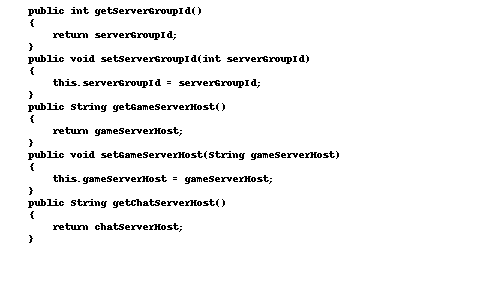 public int getServerGroupId()
{
return serverGroupId;
}
public void setServerGroupId(int serverGroupId)
{
this.serverGroupId = serverGroupId;
}
public String getGameServerHost()
{
return gameServerHost;
}
public void setGameServerHost(String gameServerHost)
{
this.gameServerHost = gameServerHost;
}
public String getChatServerHost()
{
return chatServerHost;
}